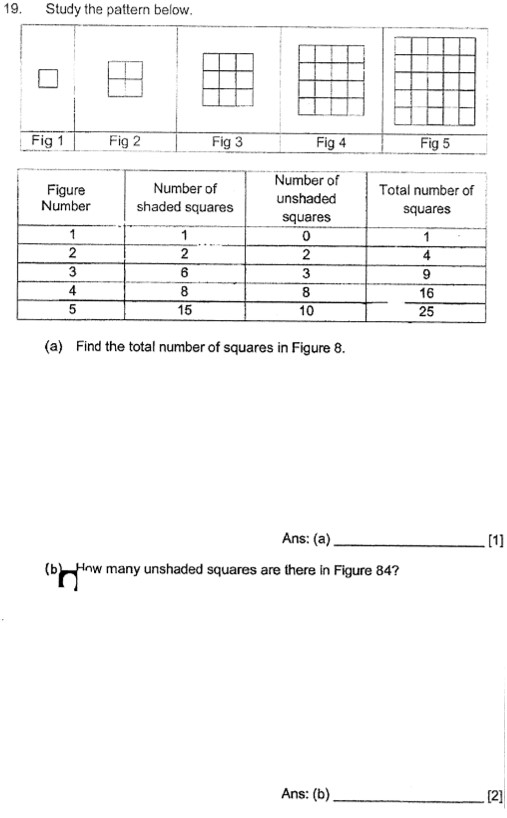 19. Study the pattern below.
Fig 1 Fig 2 Fig 3 Fig 4 Fig 5
Figure Number Number of shaded squares Number of unshaded squares Total number of squares
1 1 0 1
2 2 2 4
3 6 3 9
4 8 8 16
5 15 10 25
(a) Find the total number of squares in Figure 8.
Ans: (a) [1]
(b) How many unshaded squares are there in Figure 84?
Ans: (b) [2]